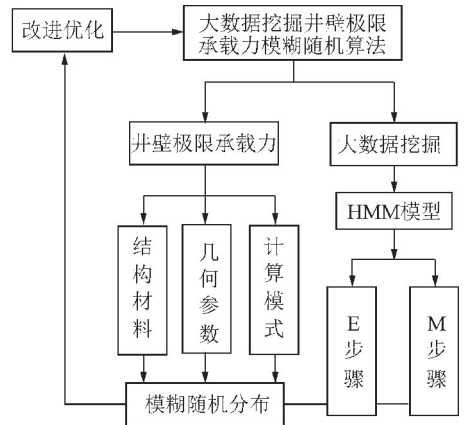 改进优化
大数据挖掘井壁极限
承载力模糊随机算法
井壁极限承载力
大数据挖掘
HMM模型
结构材料
几何参数
计算模式
E步骤
M步骤
模糊随机分布